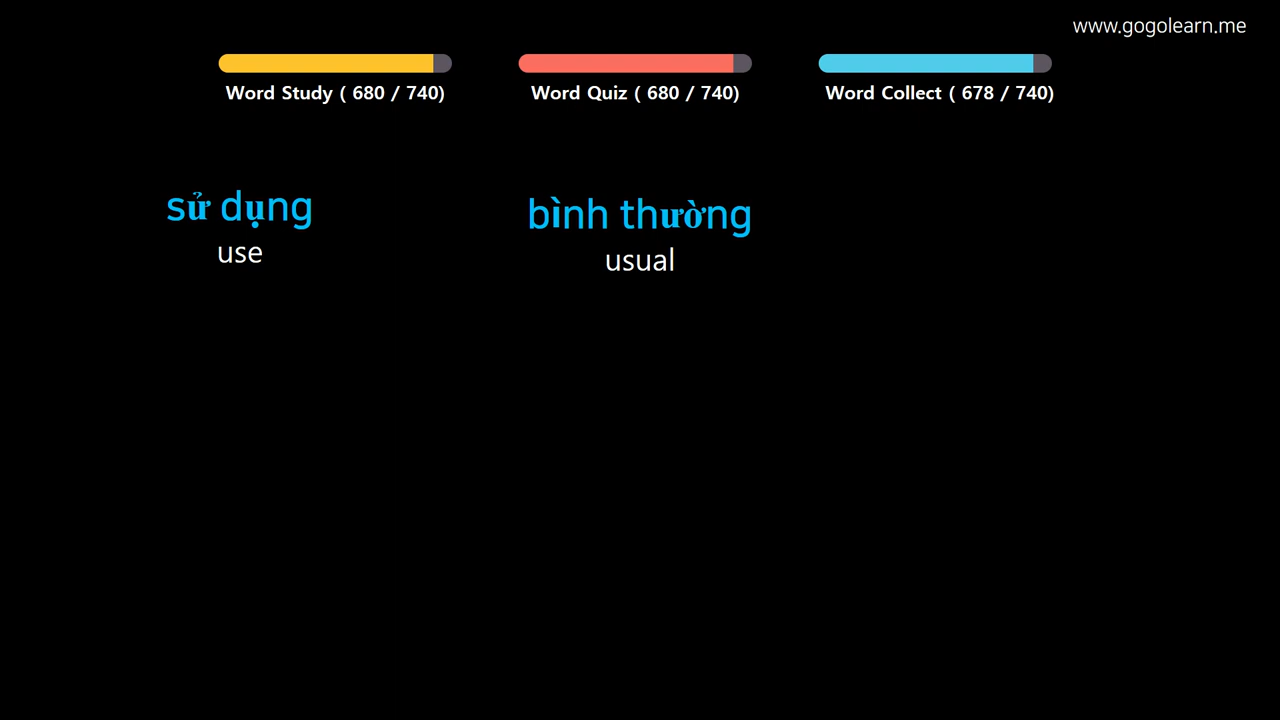 www.gogolearn.me
Word Study ( 680 / 740)
Word Quiz ( 680 / 740)
Word Collect ( 678 / 740)
sử dụng
use
bình thường
usual